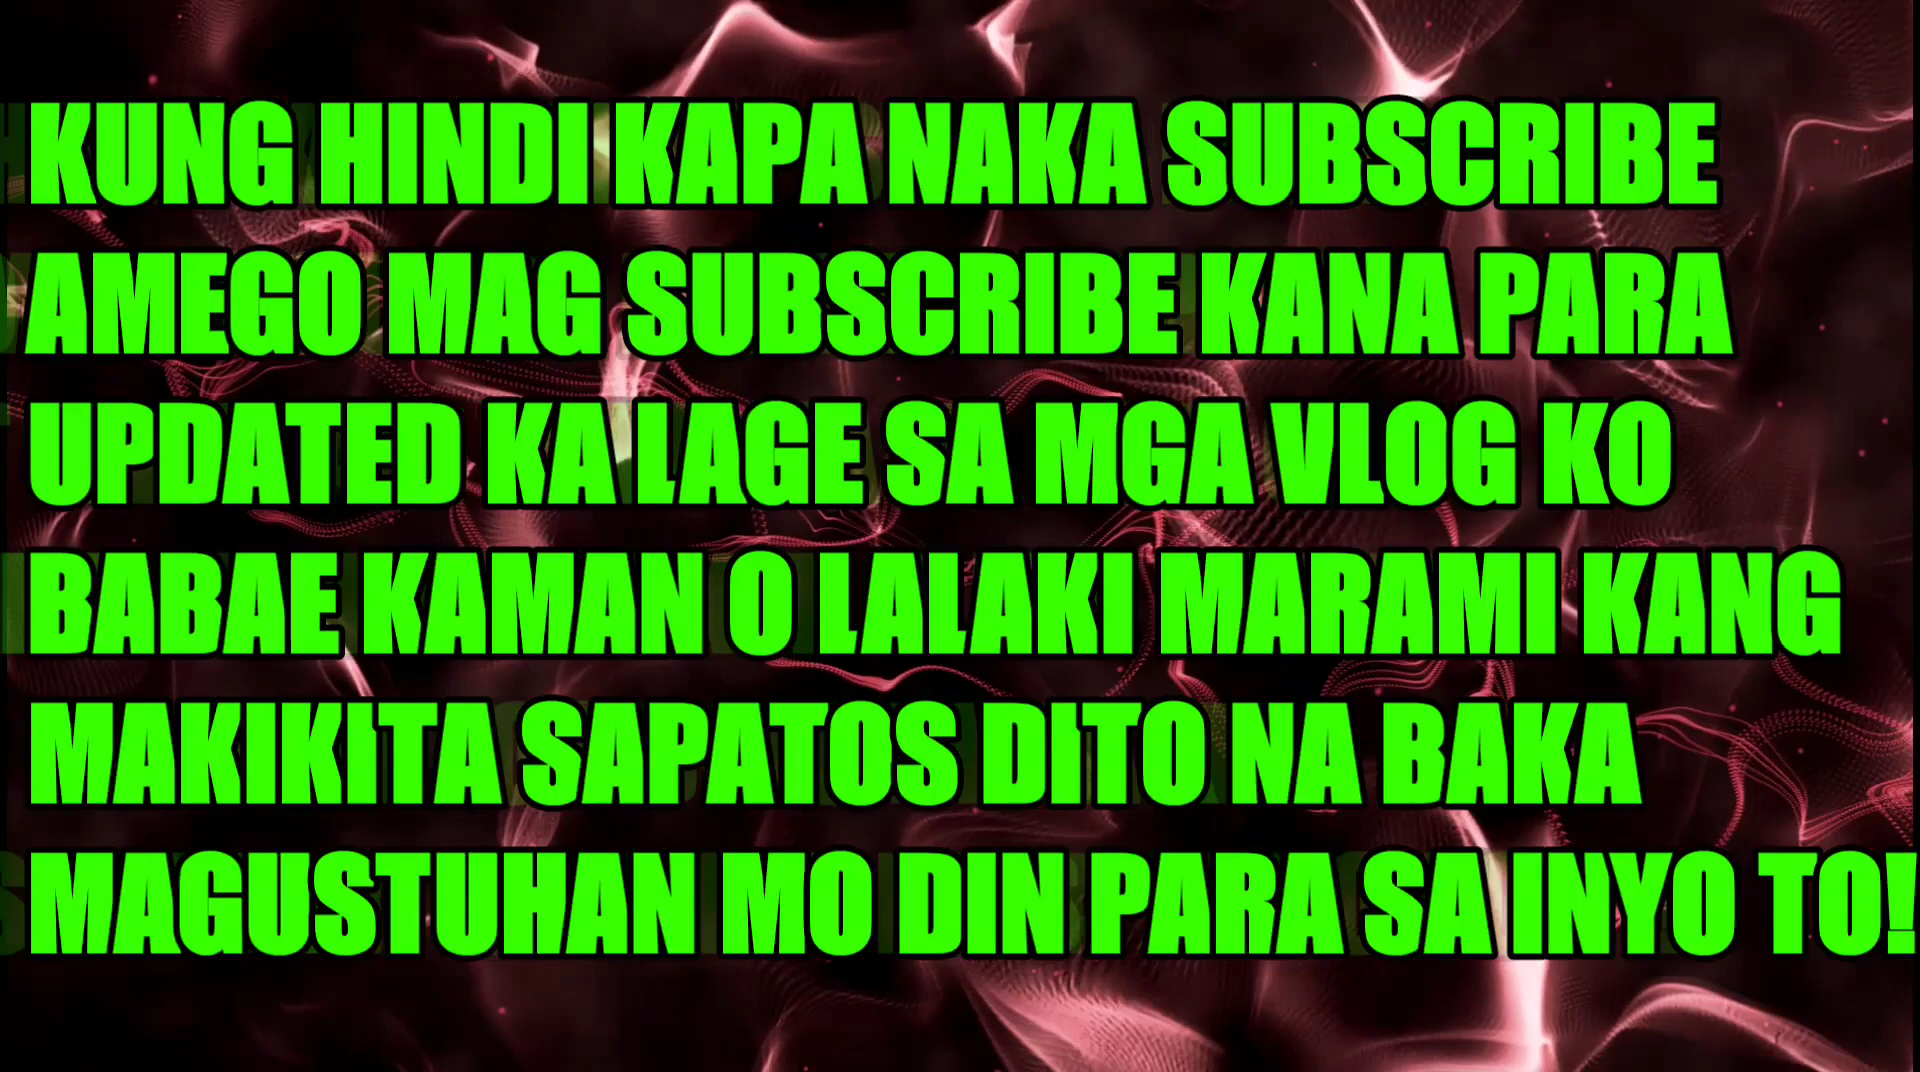 KUNG HINDI KAPA NAKA SUBSCRIBE
AMEGO MAG SUBSCRIBE KANA PARA
UPDATED KA LAGE SA MGA VLOG KO
BABAE KAMAN O LALAKI MARAMI KANG
MAKIKITA SAPATOS DITO NA BAKA
MAGUSTUHAN MO DIN PARA SA INYO TO!